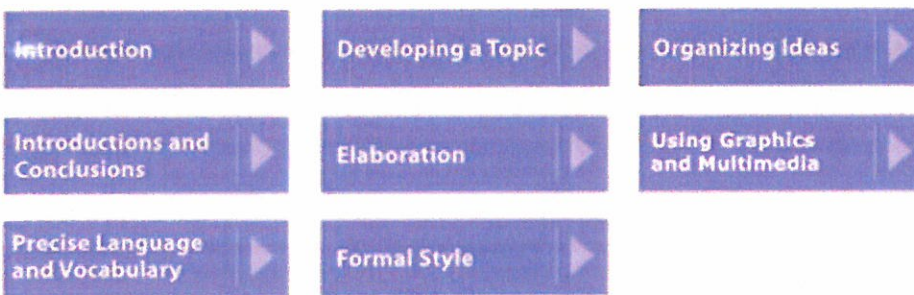 Introduction
Developing a Topic
Organizing Ideas
Introductions and
Conclusions
Elaboration
Using Graphics
and Multimedia
Precise Language
and Vocabulary
Formal Style